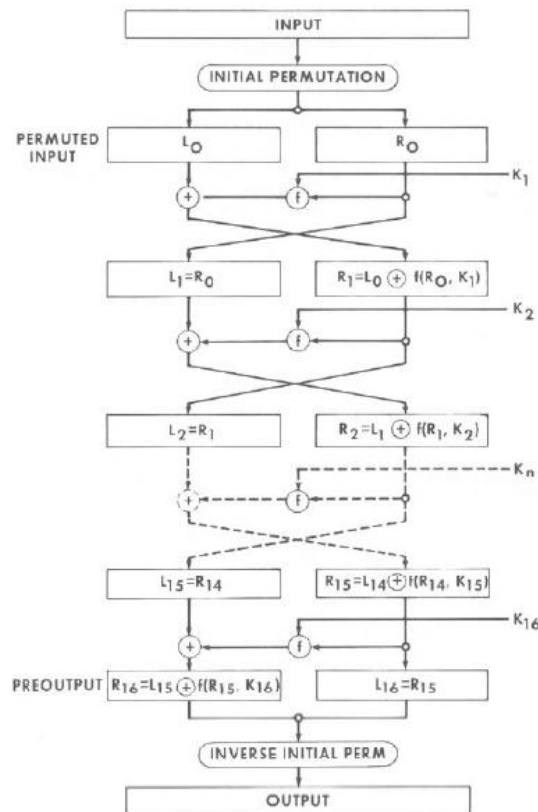 INPUT
INITIAL PERMUTATION
PERMUTED
INPUT
L0
R0
K1
+
f
L1=R0
R1=L0 ⊕ f(R0, K1)
K2
+
f
L2=R1
R2=L1 ⊕ f(R1, K2)
Kn
+
f
L15=R14
R15=L14 ⊕ f(R14, K15)
K16
+
f
PREOUTPUT
R16=L15 ⊕ f(R15, K16)
L16=R15
INVERSE INITIAL PERM
OUTPUT